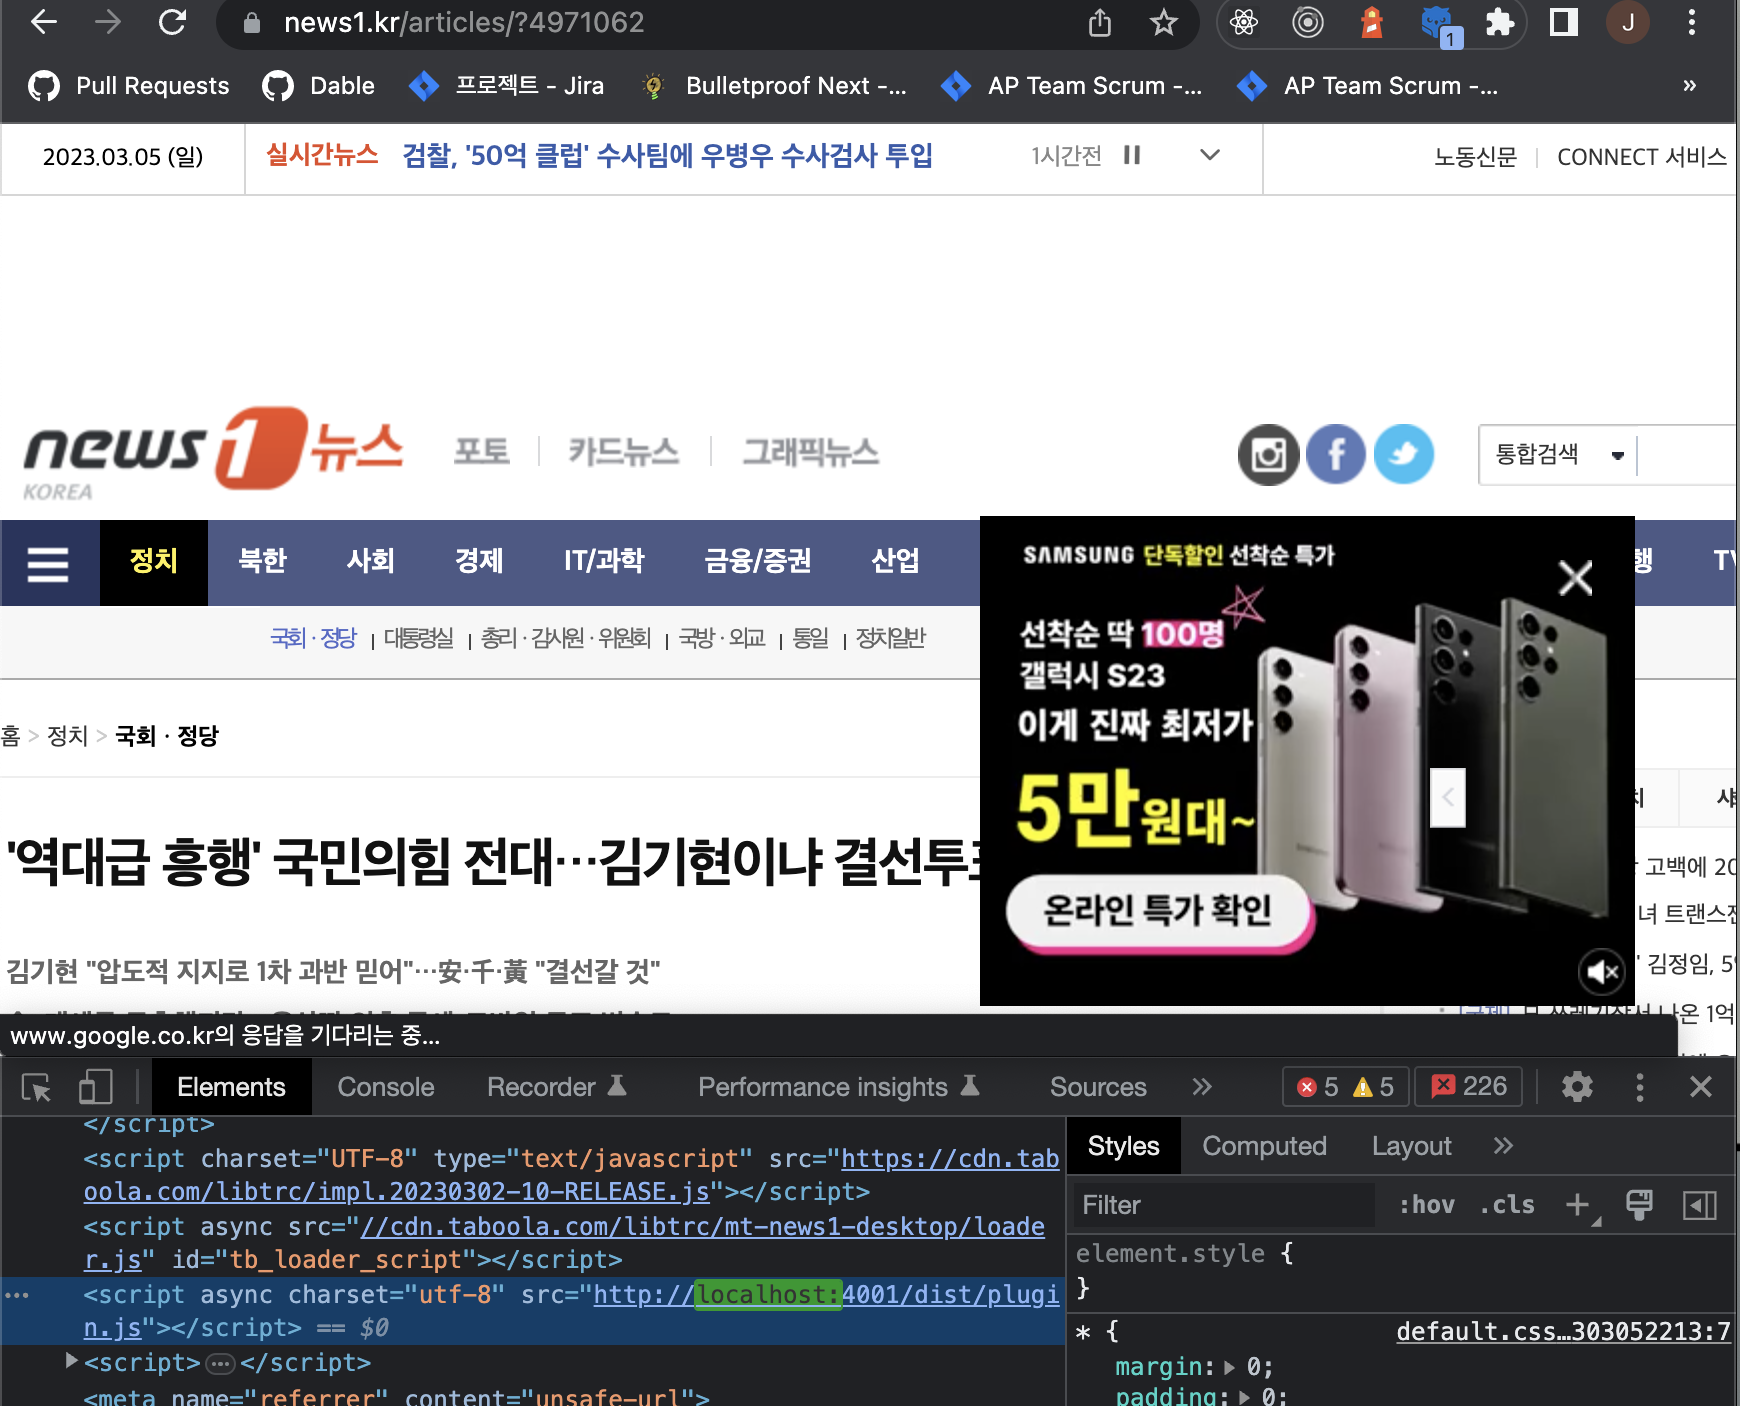 news1.kr/articles/?4971062
1
J
Pull Requests
Dable
프로젝트 - Jira
Bulletproof Next -...
AP Team Scrum -...
AP Team Scrum -...
»
2023.03.05 (일)
실시간뉴스
검찰, '50억 클럽' 수사팀에 우병우 수사검사 투입
1시간전
노동신문
CONNECT 서비스
news1뉴스
KOREA
포토
카드뉴스
그래픽뉴스
통합검색
정치
북한
사회
경제
IT/과학
금융/증권
산업
행
TV
국회·정당 | 대통령실 | 총리·감사원·위원회 | 국방·외교 | 통일 | 정치일반
SAMSUNG 단독할인 선착순 특가
선착순 딱 100명
갤럭시 S23
이게 진짜 최저가
5만원대~
온라인 특가 확인
홈 > 정치 > 국회 · 정당
'역대급 흥행' 국민의힘 전대…김기현이냐 결선투표
고백에 20
녀 트랜스젠
김기현 "압도적 지지로 1차 과반 믿어"…安·千·黃 "결선갈 것"
' 김정임, 5
나온 1억
www.google.co.kr의 응답을 기다리는 중...
Elements
Console
Recorder
Performance insights
Sources
»
5
5
226
</script>
<script charset="UTF-8" type="text/javascript" src="https://cdn.tab
oola.com/libtrc/impl.20230302-10-RELEASE.js"></script>
<script async src="//cdn.taboola.com/libtrc/mt-news1-desktop/loade
r.js" id="tb_loader_script"></script>
<script async charset="utf-8" src="http://localhost:4001/dist/plugi
n.js"></script> == $0
<script>…</script>
<meta name="referrer" content="unsafe-url">
Styles
Computed
Layout
»
Filter
:hov
.cls
element.style {
}
* {
default.css…303052213:7
margin: 0;
padding: 0;